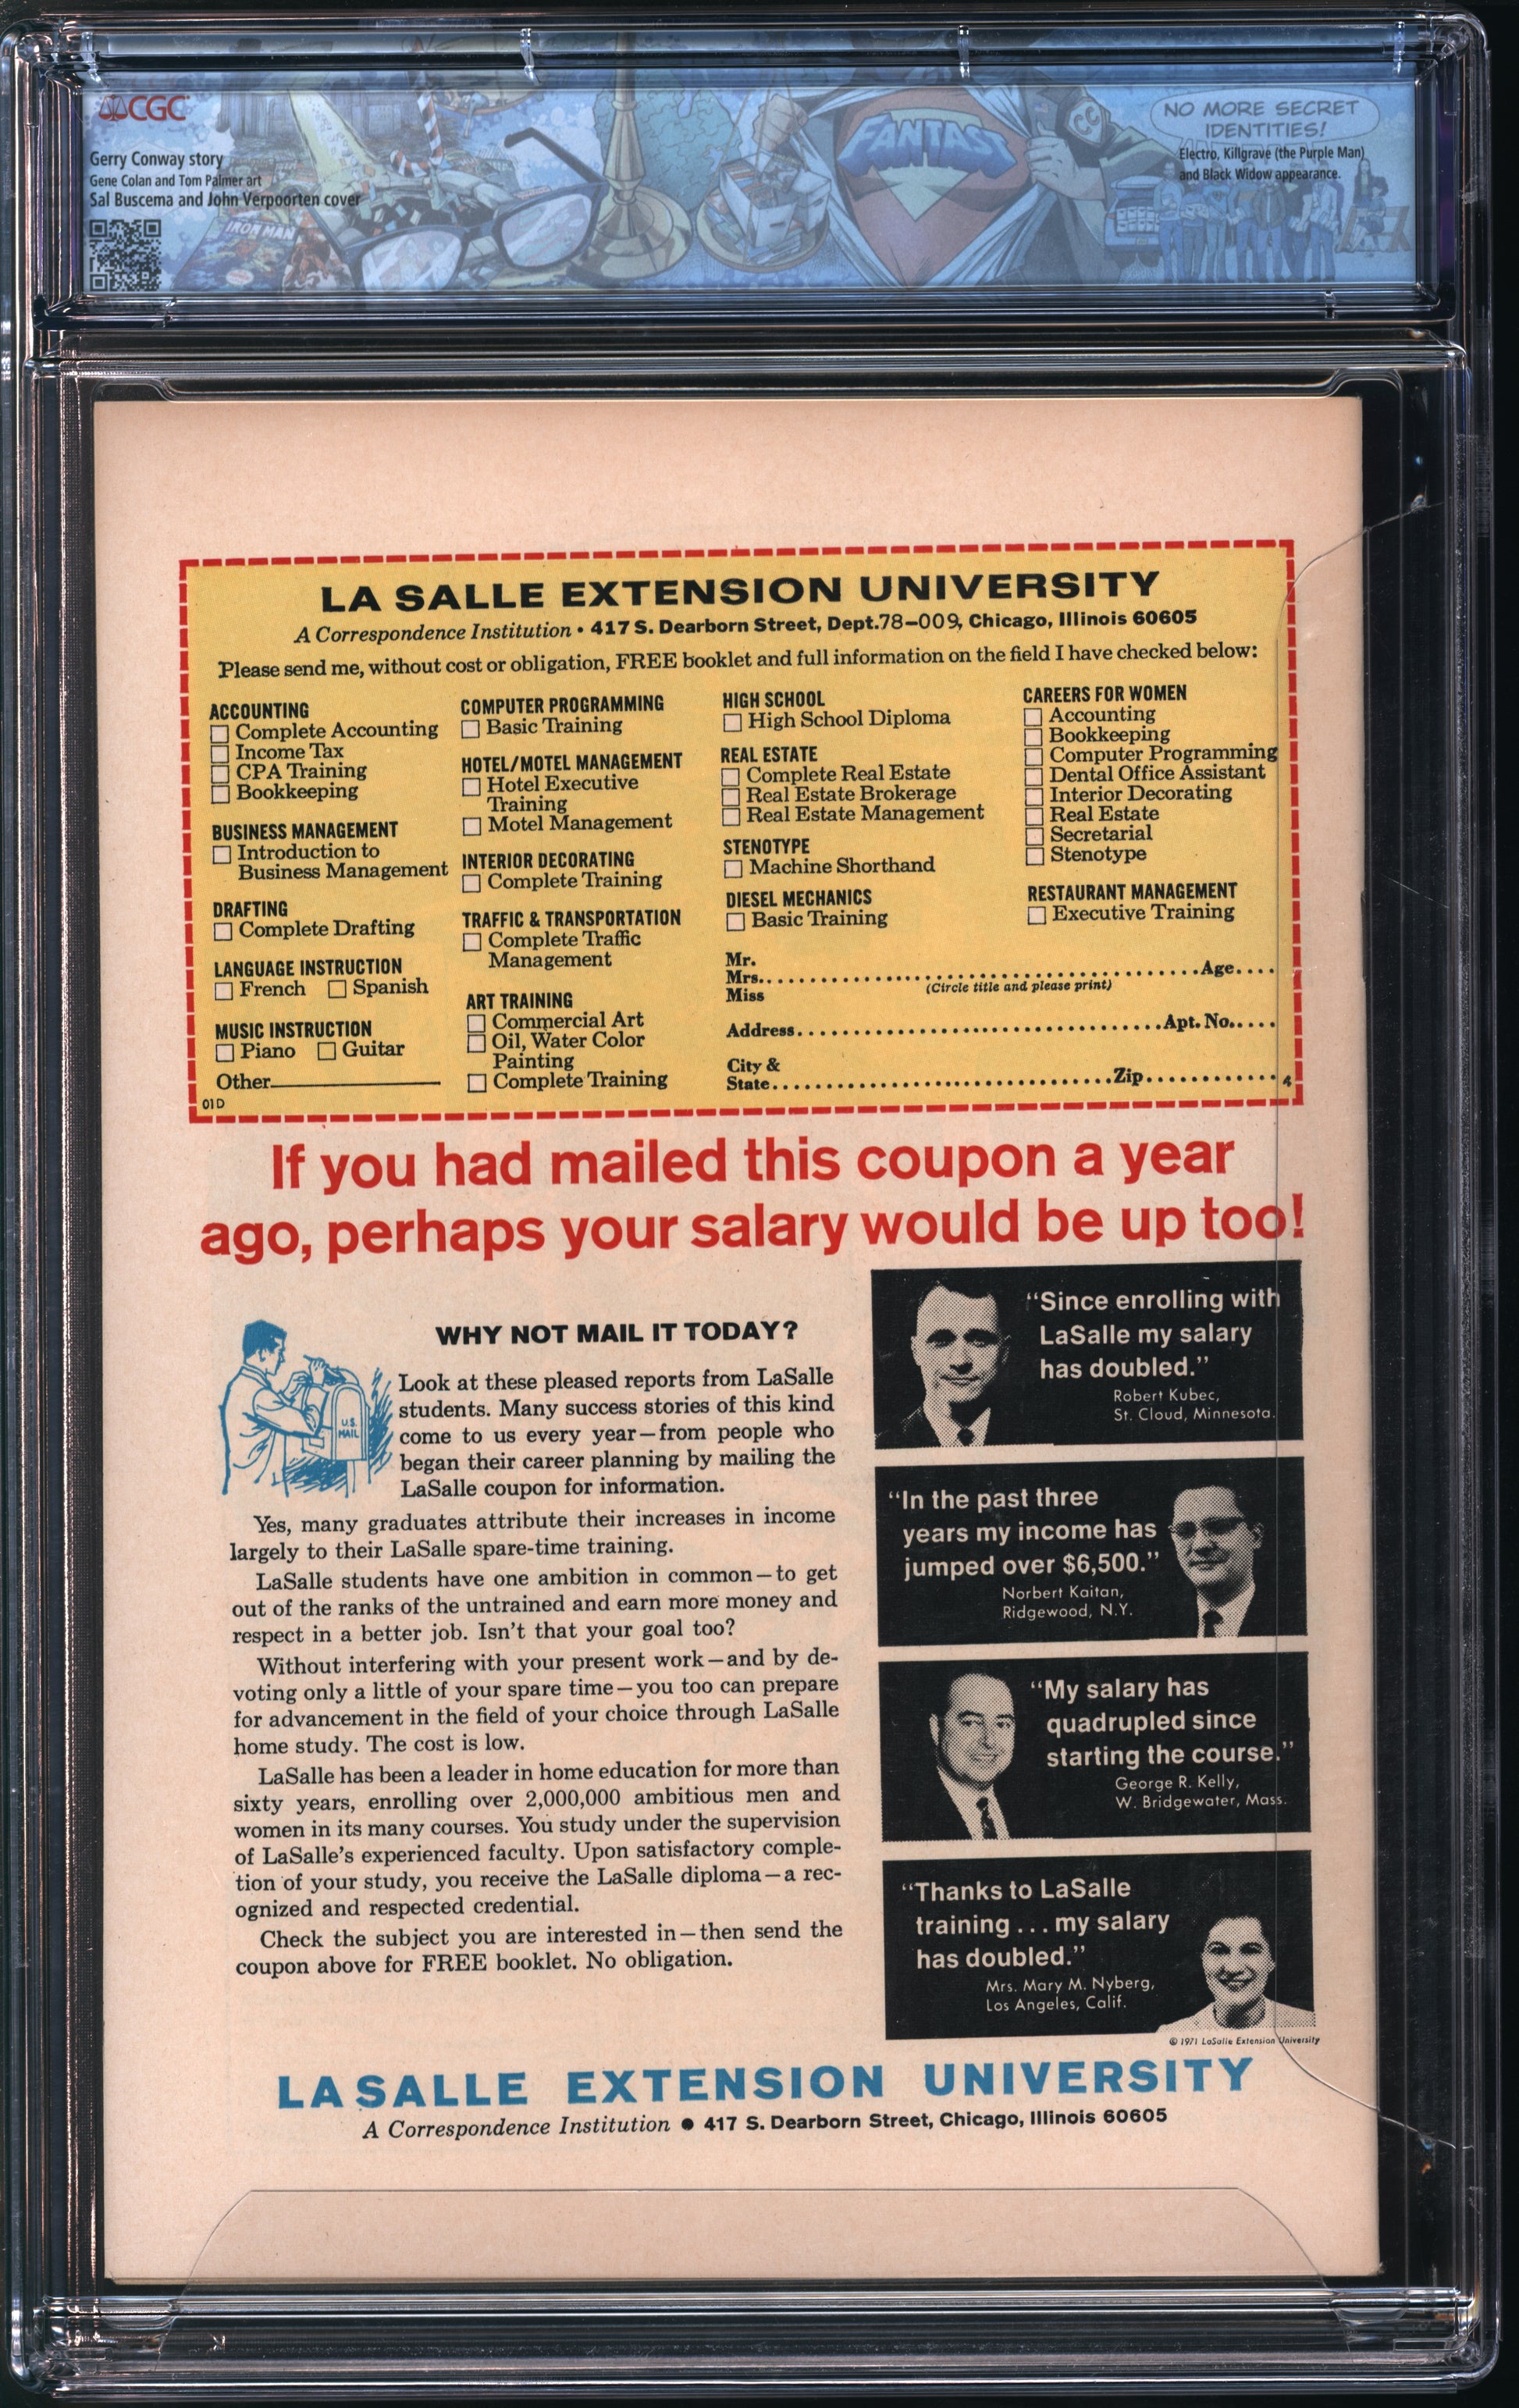 CGC
Gerry Conway story
Gene Colan and Tom Palmer art
Sal Buscema and John Verpoorten cover
IRON MAN
FANTAST
CC
NO MORE SECRET
IDENTITIES!
Electro, Killgrave (the Purple Man)
and Black Widow appearance.
LA SALLE EXTENSION UNIVERSITY
A Correspondence Institution • 417 S. Dearborn Street, Dept.78-009, Chicago, Illinois 60605
Please send me, without cost or obligation, FREE booklet and full information on the field I have checked below:
ACCOUNTING
Complete Accounting
Income Tax
CPA Training
Bookkeeping
BUSINESS MANAGEMENT
Introduction to
Business Management
DRAFTING
Complete Drafting
LANGUAGE INSTRUCTION
French Spanish
MUSIC INSTRUCTION
Piano Guitar
Other
01D
COMPUTER PROGRAMMING
Basic Training
HOTEL/MOTEL MANAGEMENT
Hotel Executive
Training
Motel Management
INTERIOR DECORATING
Complete Training
TRAFFIC & TRANSPORTATION
Complete Traffic
Management
ART TRAINING
Commercial Art
Oil, Water Color
Painting
Complete Training
HIGH SCHOOL
High School Diploma
REAL ESTATE
Complete Real Estate
Real Estate Brokerage
Real Estate Management
STENOTYPE
Machine Shorthand
DIESEL MECHANICS
Basic Training
CAREERS FOR WOMEN
Accounting
Bookkeeping
Computer Programming
Dental Office Assistant
Interior Decorating
Real Estate
Secretarial
Stenotype
RESTAURANT MANAGEMENT
Executive Training
Mr.
Mrs. Age
Miss (Circle title and please print)
Address Apt. No.
City &
State Zip 4
If you had mailed this coupon a year
ago, perhaps your salary would be up too!
WHY NOT MAIL IT TODAY?
U.S.
MAIL
Look at these pleased reports from LaSalle
students. Many success stories of this kind
come to us every year—from people who
began their career planning by mailing the
LaSalle coupon for information.
Yes, many graduates attribute their increases in income
largely to their LaSalle spare-time training.
LaSalle students have one ambition in common—to get
out of the ranks of the untrained and earn more money and
respect in a better job. Isn't that your goal too?
Without interfering with your present work—and by de-
voting only a little of your spare time—you too can prepare
for advancement in the field of your choice through LaSalle
home study. The cost is low.
LaSalle has been a leader in home education for more than
sixty years, enrolling over 2,000,000 ambitious men and
women in its many courses. You study under the supervision
of LaSalle's experienced faculty. Upon satisfactory comple-
tion of your study, you receive the LaSalle diploma—a rec-
ognized and respected credential.
Check the subject you are interested in—then send the
coupon above for FREE booklet. No obligation.
"Since enrolling with
LaSalle my salary
has doubled."
Robert Kubec,
St. Cloud, Minnesota.
"In the past three
years my income has
jumped over $6,500."
Norbert Kaitan,
Ridgewood, N.Y.
"My salary has
quadrupled since
starting the course."
George R. Kelly,
W. Bridgewater, Mass.
"Thanks to LaSalle
training . . . my salary
has doubled."
Mrs. Mary M. Nyberg,
Los Angeles, Calif.
© 1971 LaSalle Extension University
LASALLE EXTENSION UNIVERSITY
A Correspondence Institution ● 417 S. Dearborn Street, Chicago, Illinois 60605